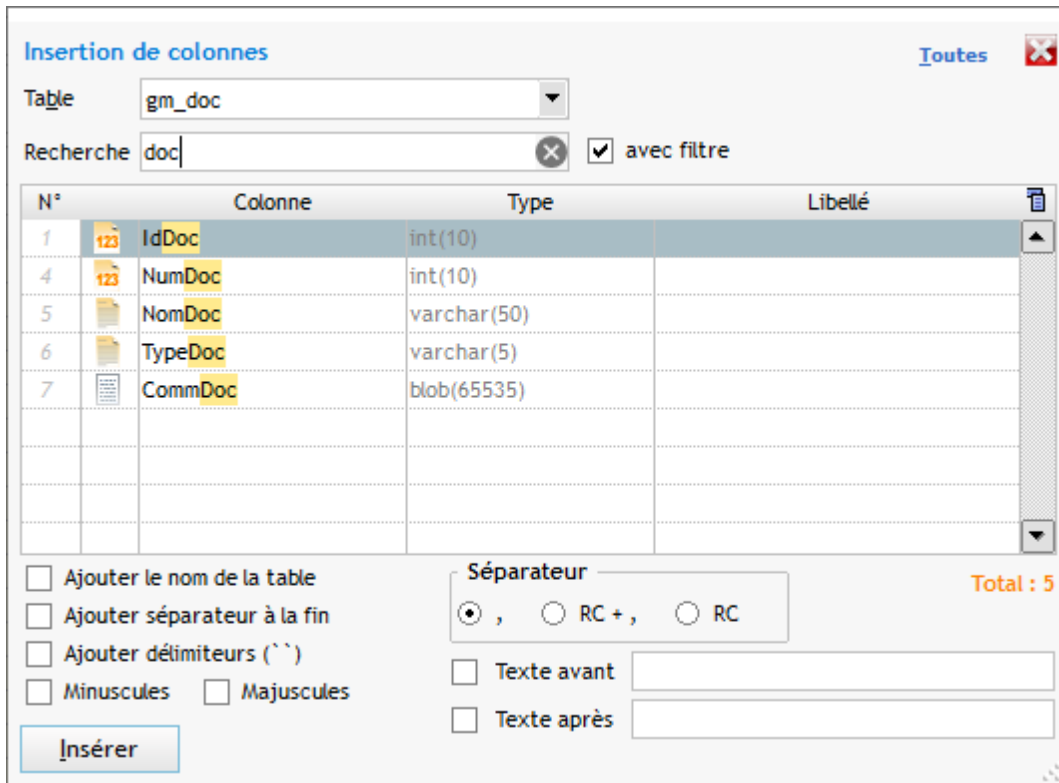 Insertion de colonnes Toutes
Table gm_doc
Recherche doc avec filtre
N° Colonne Type Libellé
1 123 IdDoc int(10)
4 123 NumDoc int(10)
5 NomDoc varchar(50)
6 TypeDoc varchar(5)
7 CommDoc blob(65535)
Ajouter le nom de la table Séparateur Total : 5
Ajouter séparateur à la fin , RC + , RC
Ajouter délimiteurs (``)
Texte avant
Minuscules Majuscules
Texte après
Insérer